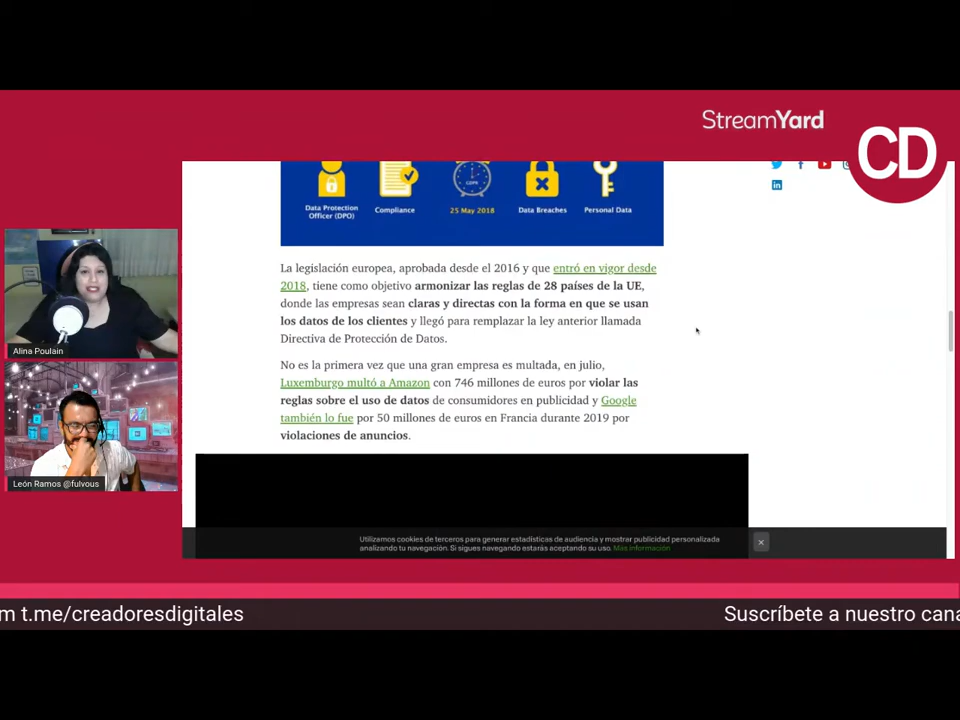 StreamYard
CD
Data Protection
Officer (DPO)
Compliance
GDPR
25 May 2018
Data Breaches
Personal Data
La legislación europea, aprobada desde el 2016 y que entró en vigor desde
2018, tiene como objetivo armonizar las reglas de 28 países de la UE,
donde las empresas sean claras y directas con la forma en que se usan
los datos de los clientes y llegó para remplazar la ley anterior llamada
Directiva de Protección de Datos.
No es la primera vez que una gran empresa es multada, en julio,
Luxemburgo multó a Amazon con 746 millones de euros por violar las
reglas sobre el uso de datos de consumidores en publicidad y Google
también lo fue por 50 millones de euros en Francia durante 2019 por
violaciones de anuncios.
Alina Poulain
León Ramos @fulvous
Utilizamos cookies de terceros para generar estadísticas de audiencia y mostrar publicidad personalizada
analizando tu navegación. Si sigues navegando estarás aceptando su uso. Más información
m t.me/creadoresdigitales
Suscríbete a nuestro cana